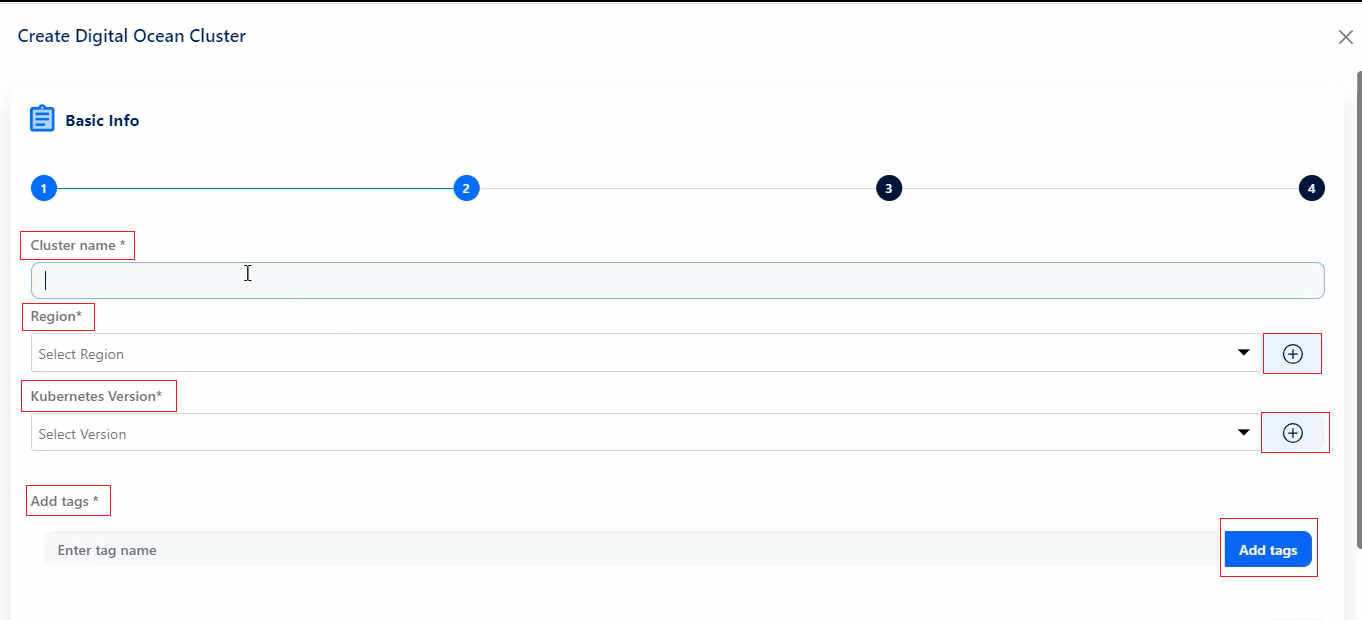 Create Digital Ocean Cluster
Basic Info
1 2 3 4
Cluster name *
Region*
Select Region
Kubernetes Version*
Select Version
Add tags *
Enter tag name Add tags